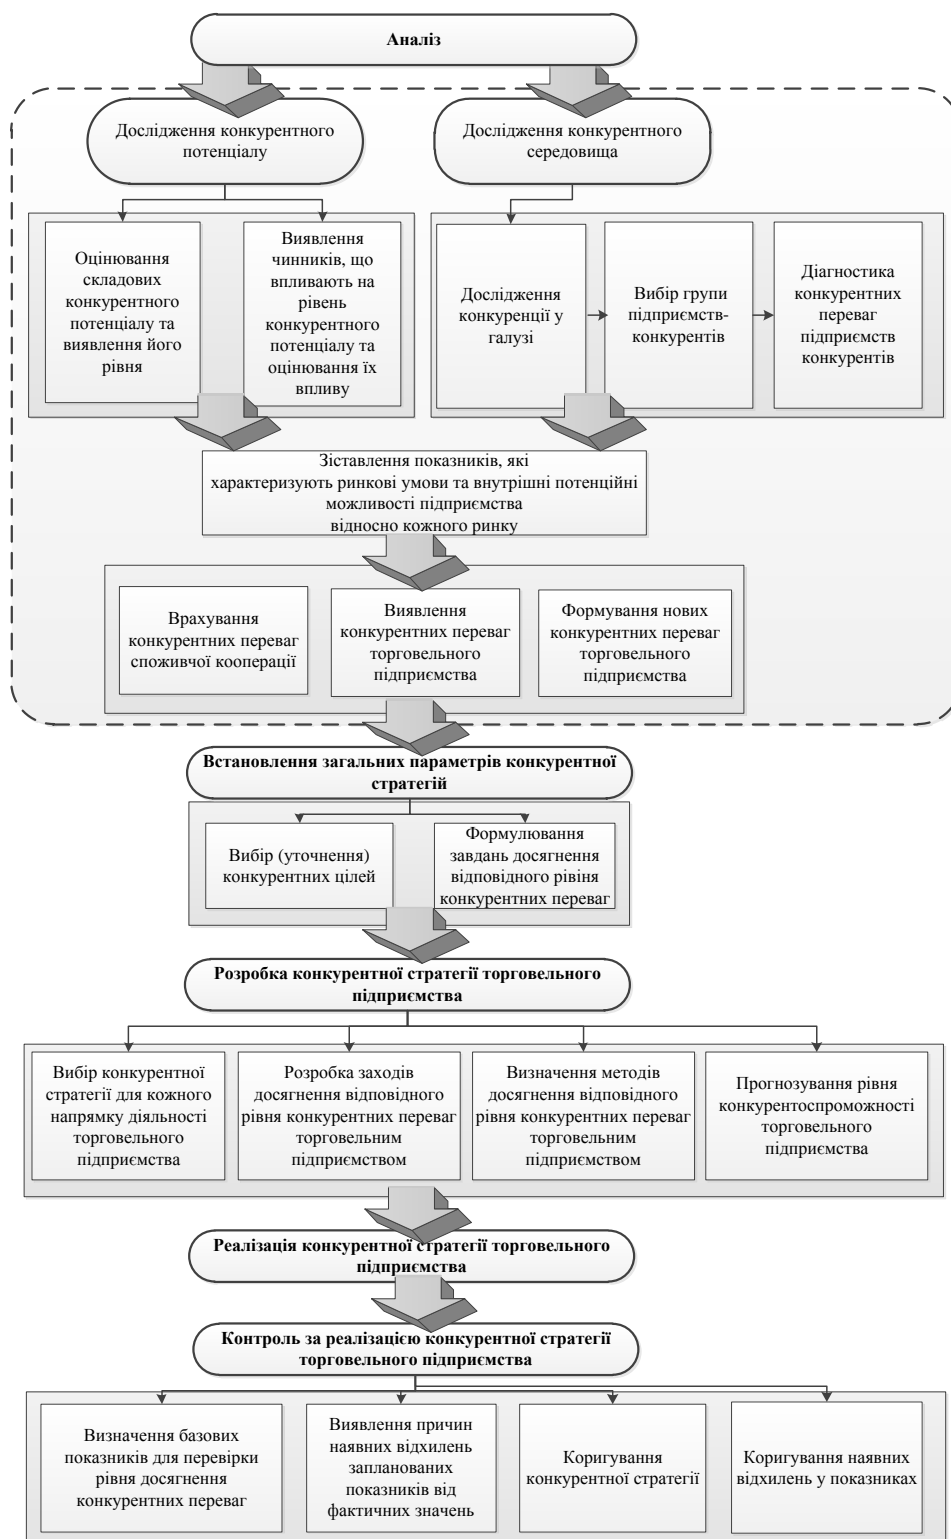 Аналіз
Дослідження конкурентного
потенціалу
Дослідження конкурентного
середовища
Оцінювання
складових
конкурентного
потенціалу та
виявлення його
рівня
Виявлення
чинників, що
впливають на
рівень
конкурентного
потенціалу та
оцінювання їх
впливу
Дослідження
конкуренції у
галузі
Вибір групи
підприємств-
конкурентів
Діагностика
конкурентних
переваг
підприємств
конкурентів
Зіставлення показників, які
характеризують ринкові умови та внутрішні потенційні
можливості підприємства
відносно кожного ринку
Врахування
конкурентних переваг
споживчої кооперації
Виявлення
конкурентних переваг
торговельного
підприємства
Формування нових
конкурентних переваг
торговельного
підприємства
Встановлення загальних параметрів конкурентної
стратегій
Вибір (уточнення)
конкурентних цілей
Формулювання
завдань досягнення
відповідного рівіня
конкурентних переваг
Розробка конкурентної стратегії торговельного
підприємства
Вибір конкурентної
стратегії для кожного
напрямку діяльності
торговельного
підприємства
Розробка заходів
досягнення відповідного
рівня конкурентних переваг
торговельним
підприємством
Визначення методів
досягнення відповідного
рівня конкурентних переваг
торговельним
підприємством
Прогнозування рівня
конкурентоспроможності
торговельного
підприємства
Реалізація конкурентної стратегії торговельного
підприємства
Контроль за реалізацією конкурентної стратегії
торговельного підприємства
Визначення базових
показників для перевірки
рівня досягнення
конкурентних переваг
Виявлення причин
наявних відхилень
запланованих
показників від
фактичних значень
Коригування
конкурентної стратегії
Коригування наявних
відхилень у показниках